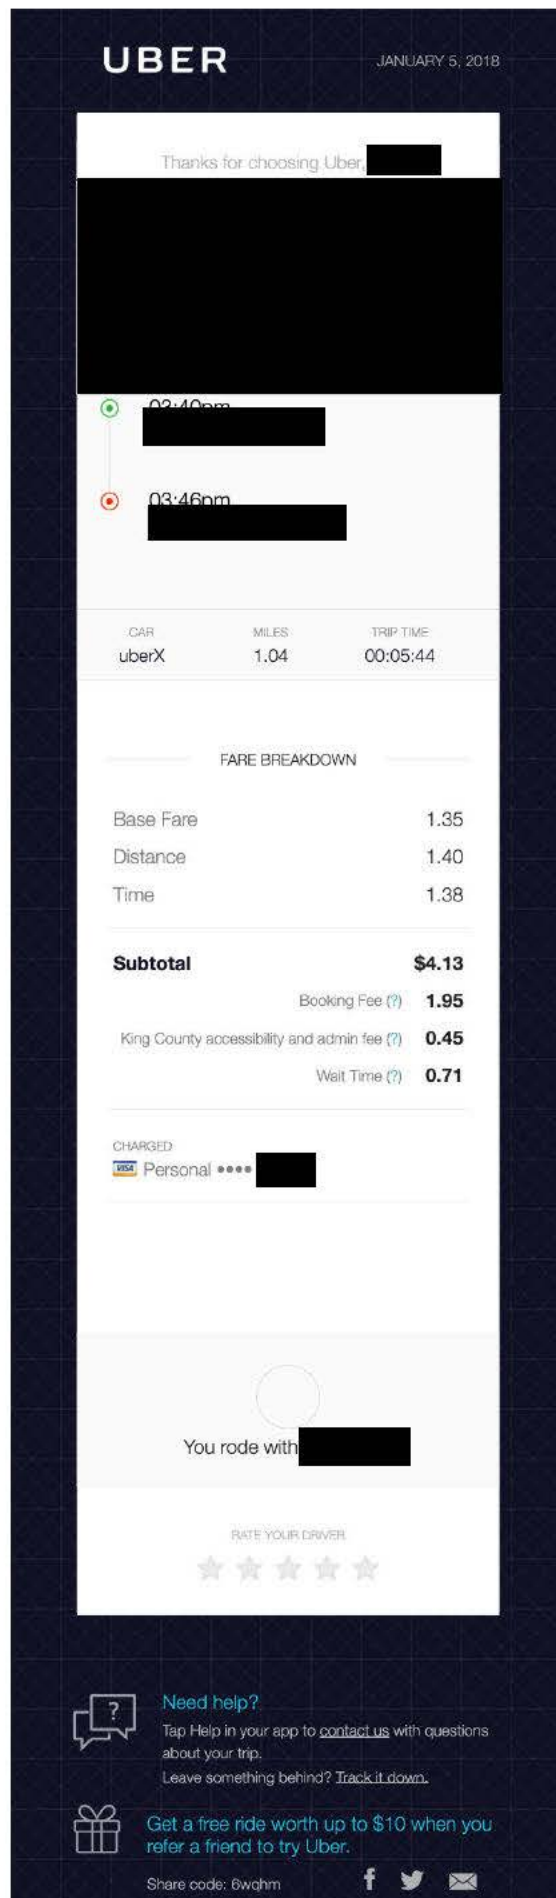 UBER
JANUARY 5, 2018
Thanks for choosing Uber,
03:40pm
03:46pm
CAR MILES TRIP TIME
uberX 1.04 00:05:44
FARE BREAKDOWN
Base Fare 1.35
Distance 1.40
Time 1.38
Subtotal $4.13
Booking Fee (?) 1.95
King County accessibility and admin fee (?) 0.45
Wait Time (?) 0.71
CHARGED
VISA Personal ••••
You rode with
RATE YOUR DRIVER
?
Need help?
Tap Help in your app to contact us with questions
about your trip.
Leave something behind? Track it down.
Get a free ride worth up to $10 when you
refer a friend to try Uber.
Share code: 6wqhm